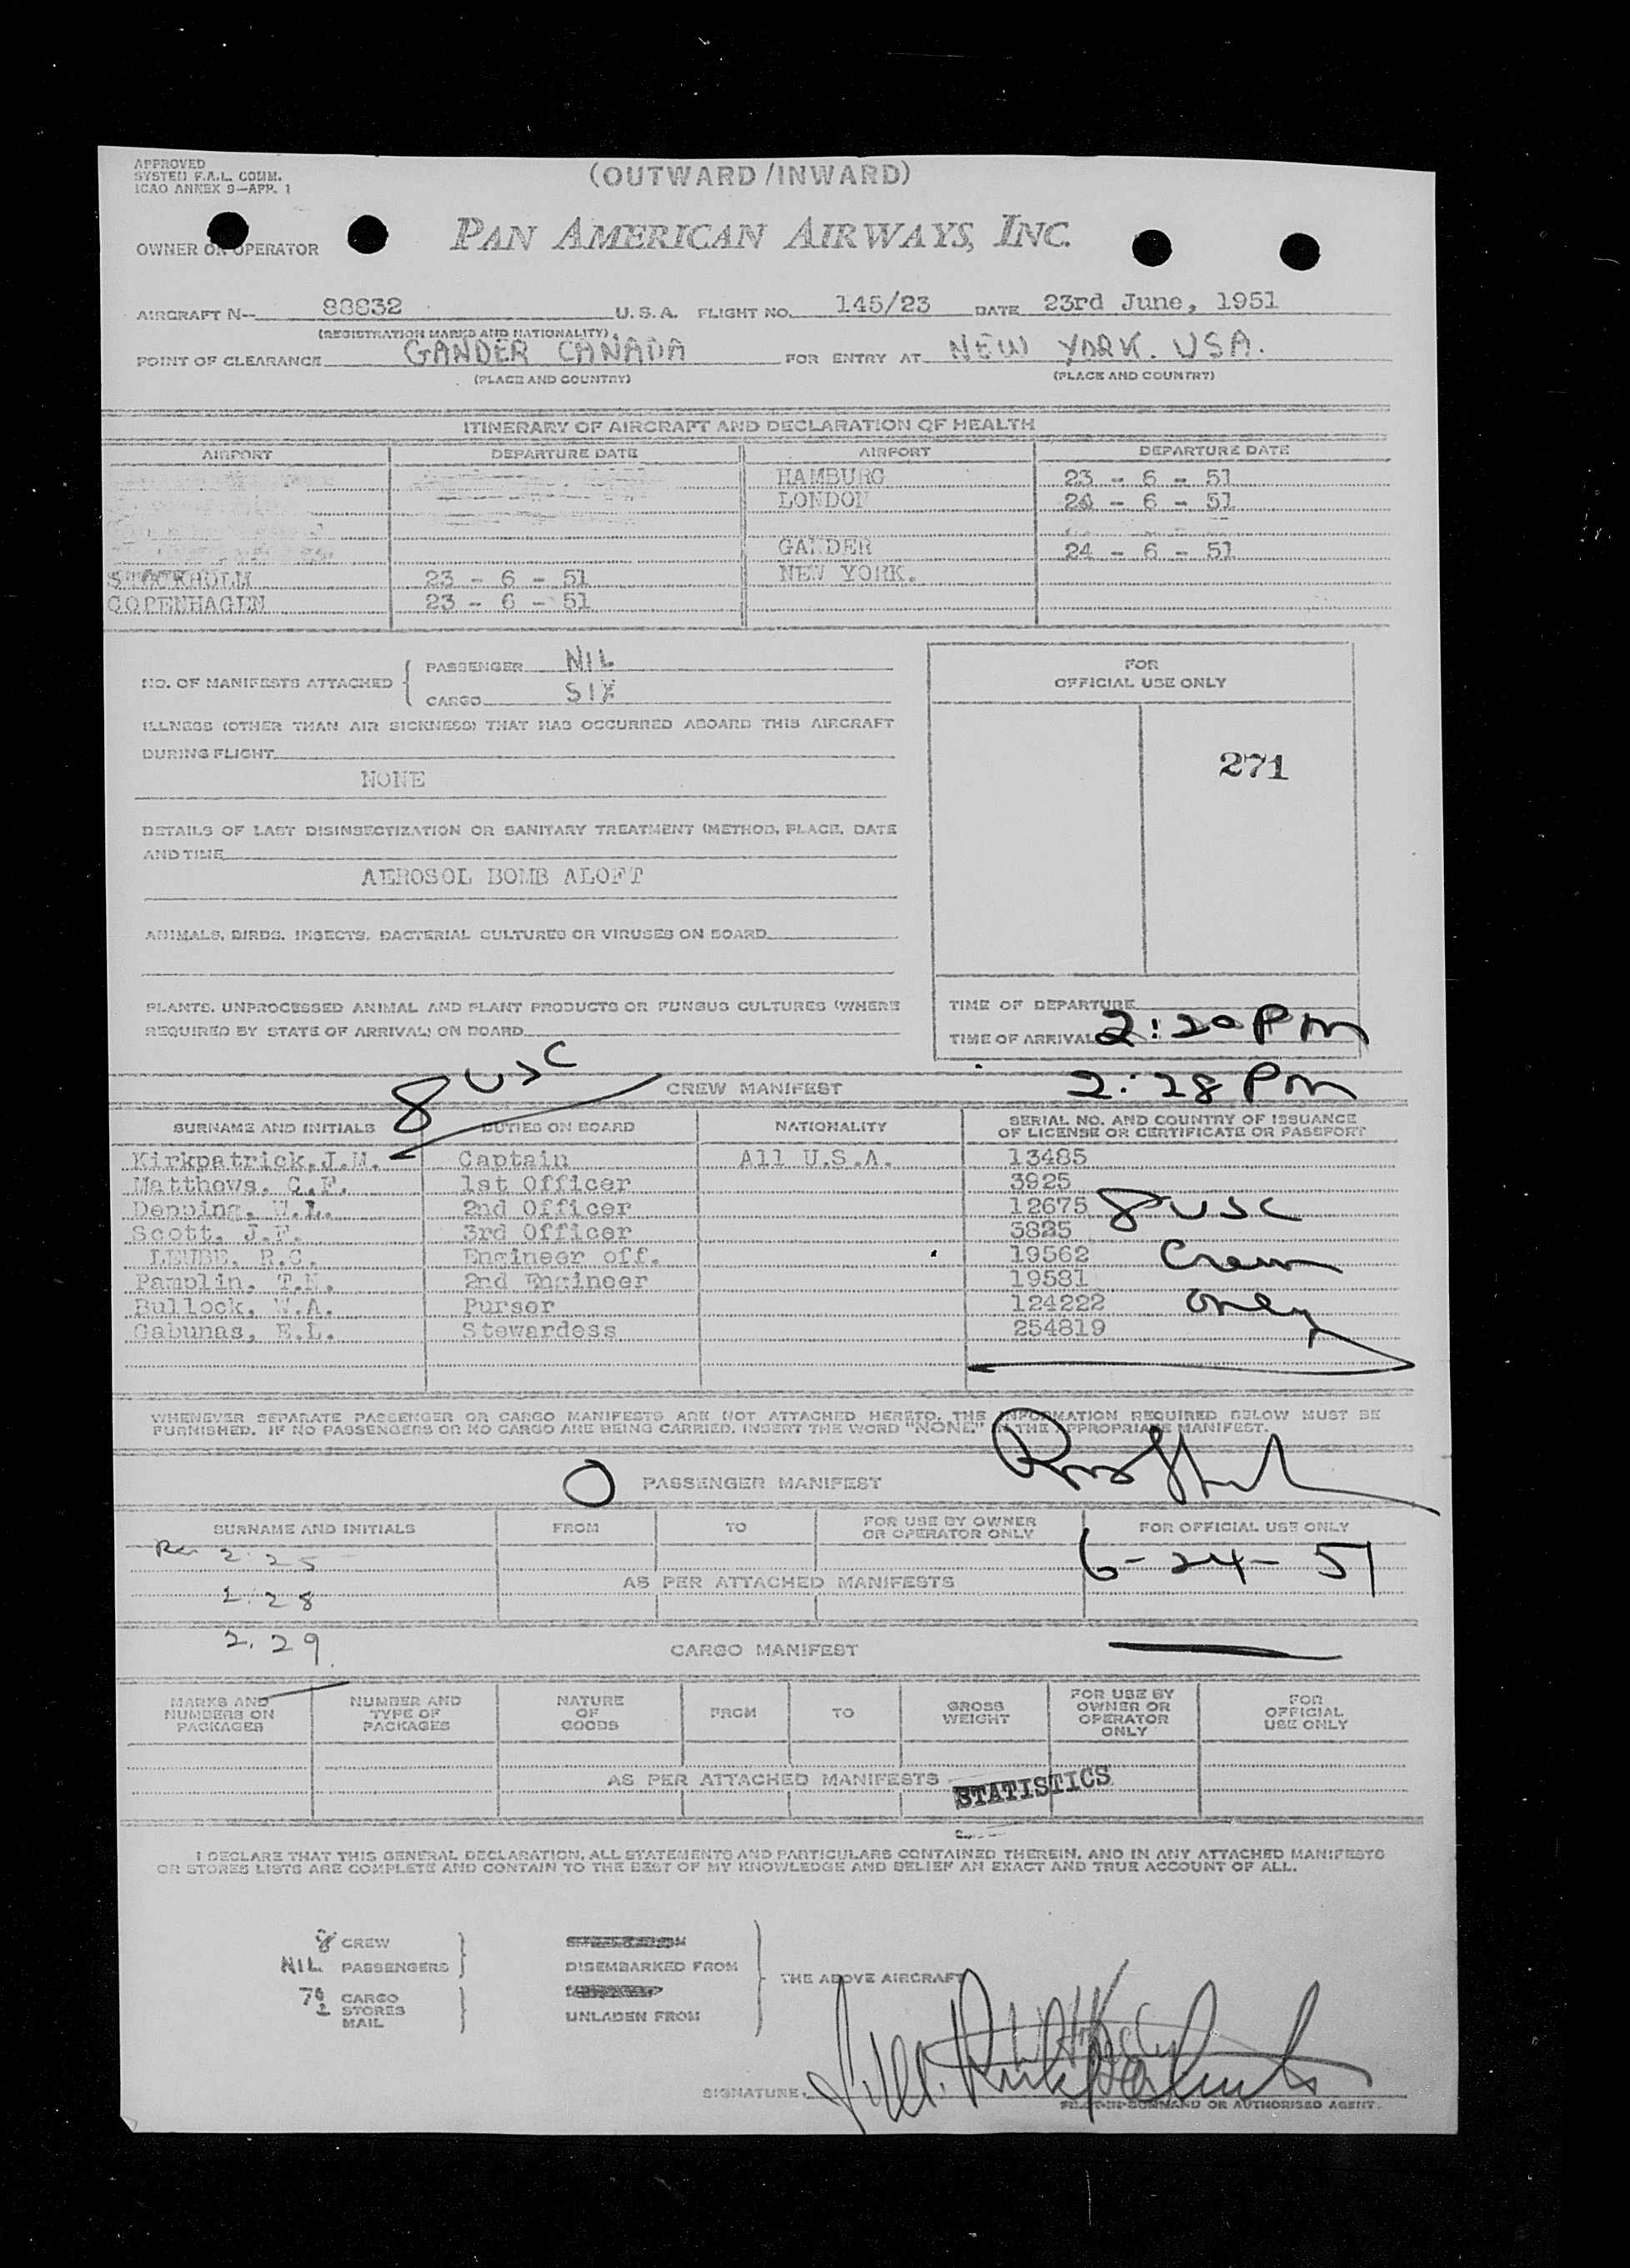 APPROVED
SYSTEM F.A.L. COMM.
ICAO ANNEX 9—APP. 1
(OUTWARD/INWARD)
OWNER OR OPERATOR
PAN AMERICAN AIRWAYS, INC.
AIRCRAFT N-- 88832 U.S.A. FLIGHT NO. 145/23 DATE 23rd June, 1951
(REGISTRATION MARKS AND NATIONALITY)
POINT OF CLEARANCE GANDER CANADA FOR ENTRY AT NEW YORK. USA.
(PLACE AND COUNTRY) (PLACE AND COUNTRY)
ITINERARY OF AIRCRAFT AND DECLARATION OF HEALTH
AIRPORT DEPARTURE DATE AIRPORT DEPARTURE DATE
HAMBURG 23 - 6 - 51
LONDON - 6 - 51
GANDER 24 - 6 - 51
23 - 6 - 51 NEW YORK.
COPENHAGEN 23 - 6 - 51
NO. OF MANIFESTS ATTACHED { PASSENGER NIL
CARGO SIX
FOR
OFFICIAL USE ONLY
271
ILLNESS (OTHER THAN AIR SICKNESS) THAT HAS OCCURRED ABOARD THIS AIRCRAFT
DURING FLIGHT
NONE
DETAILS OF LAST DISINSECTIZATION OR SANITARY TREATMENT (METHOD, PLACE, DATE
AND TIME
AEROSOL BOMB ALOFT
ANIMALS, BIRDS, INSECTS, BACTERIAL CULTURES OR VIRUSES ON BOARD
PLANTS, UNPROCESSED ANIMAL AND PLANT PRODUCTS OR FUNGUS CULTURES (WHERE
REQUIRED BY STATE OF ARRIVAL) ON BOARD
TIME OF DEPARTURE
TIME OF ARRIVAL 2:20 PM
2:28 PM
8 USC
CREW MANIFEST
SURNAME AND INITIALS DUTIES ON BOARD NATIONALITY SERIAL NO. AND COUNTRY OF ISSUANCE
OF LICENSE OR CERTIFICATE OR PASSPORT
Kirkpatrick, J.M. Captain All U.S.A. 13485
Matthews, C.F. 1st Officer 3925
Depping, W.L. 2nd Officer 12675
Scott, J.F. 3rd Officer 3825
LEUBE, R.C. Engineer off. 19562
Pamplin, T.N. 2nd Engineer 19581
Bullock, W.A. Purser 124222
Gabunas, E.L. Stewardess 254819
8 USC
Crew
only
WHENEVER SEPARATE PASSENGER OR CARGO MANIFESTS ARE NOT ATTACHED HERETO, THE INFORMATION REQUIRED BELOW MUST BE
FURNISHED. IF NO PASSENGERS OR NO CARGO ARE BEING CARRIED, INSERT THE WORD "NONE" IN THE APPROPRIATE MANIFEST.
0 PASSENGER MANIFEST
SURNAME AND INITIALS FROM TO FOR USE BY OWNER
OR OPERATOR ONLY FOR OFFICIAL USE ONLY
2:25
6-24-51
AS PER ATTACHED MANIFESTS
2:28
2.29
CARGO MANIFEST
MARKS AND
NUMBERS ON
PACKAGES
NUMBER AND
TYPE OF
PACKAGES
NATURE
OF
GOODS
FROM
TO
GROSS
WEIGHT
FOR USE BY
OWNER OR
OPERATOR
ONLY
FOR
OFFICIAL
USE ONLY
AS PER ATTACHED MANIFESTS
STATISTICS
I DECLARE THAT THIS GENERAL DECLARATION, ALL STATEMENTS AND PARTICULARS CONTAINED THEREIN, AND IN ANY ATTACHED MANIFESTS
OR STORES LISTS ARE COMPLETE AND CONTAIN TO THE BEST OF MY KNOWLEDGE AND BELIEF AN EXACT AND TRUE ACCOUNT OF ALL.
8 CREW
NIL PASSENGERS
DISEMBARKED FROM
THE ABOVE AIRCRAFT
CARGO
STORES
MAIL
UNLADEN FROM
SIGNATURE: J.M. Kirkpatrick
PILOT-IN-COMMAND OR AUTHORISED AGENT.